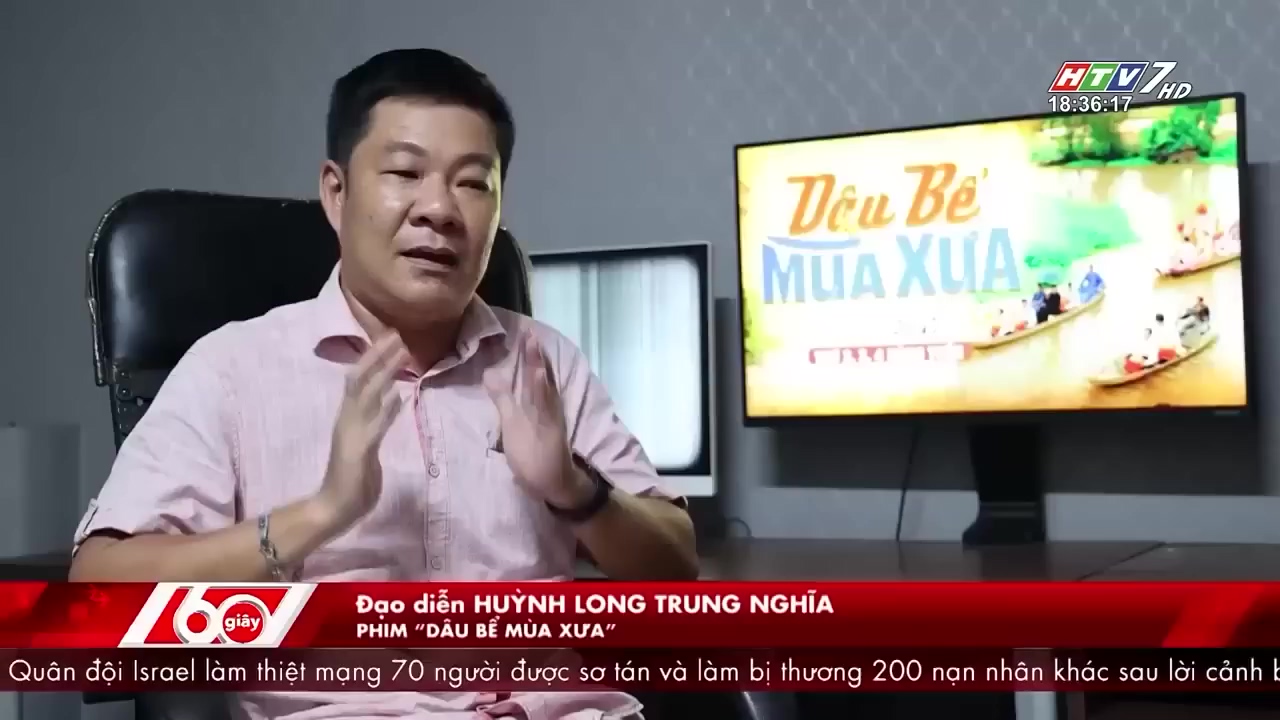 HTV7 HD
18:36:17
Dâu Bể
MÙA XƯA
60 giây
Đạo diễn HUỲNH LONG TRUNG NGHĨA
PHIM “DÂU BỂ MÙA XƯA”
Quân đội Israel làm thiệt mạng 70 người được sơ tán và làm bị thương 200 nạn nhân khác sau lời cảnh b